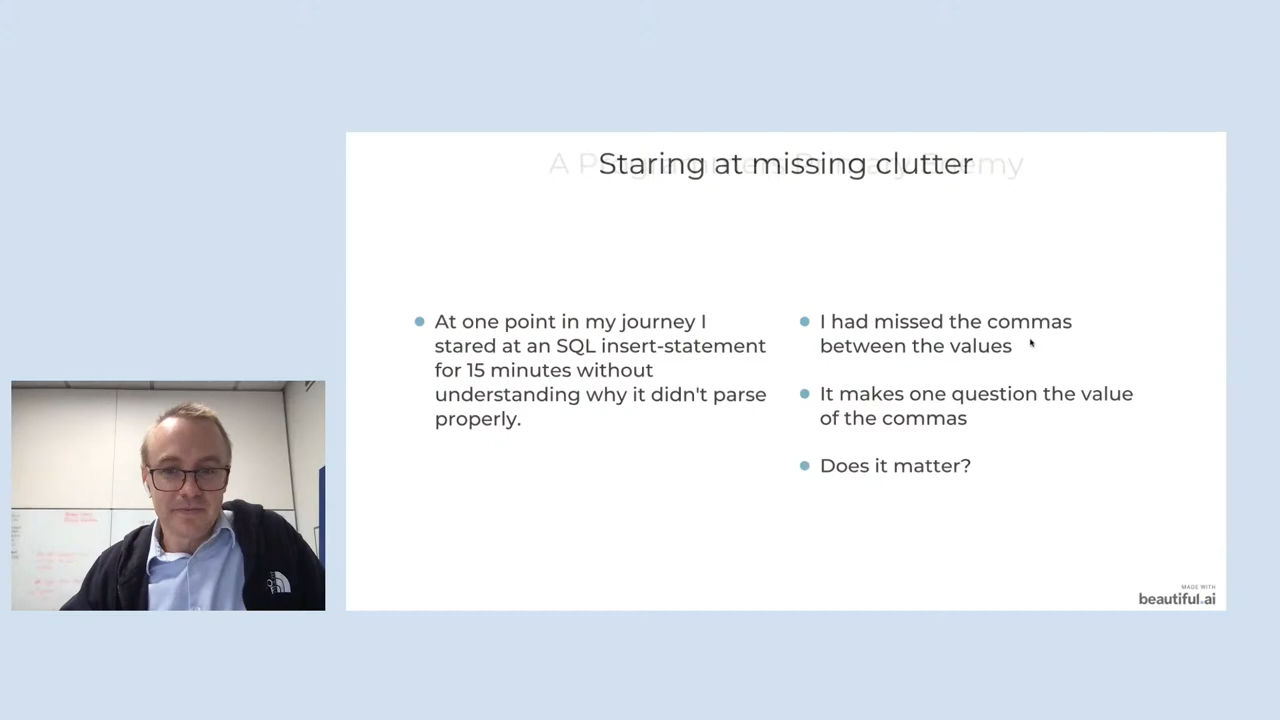 Staring at missing clutter
At one point in my journey I
stared at an SQL insert-statement
for 15 minutes without
understanding why it didn't parse
properly.
I had missed the commas
between the values
It makes one question the value
of the commas
Does it matter?
MADE WITH
beautiful.ai